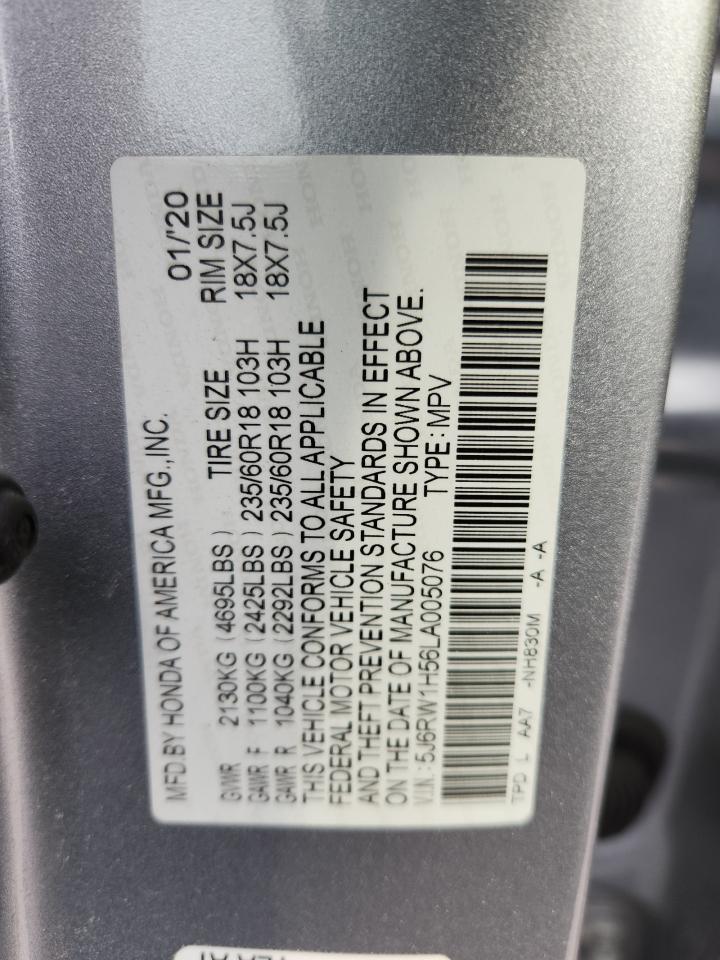 MFD.BY HONDA OF AMERICA MFG.,INC. 01/'20
GVWR 2130KG (4695LBS) TIRE SIZE RIM SIZE
GAWR F 1100KG (2425LBS) 235/60R18 103H 18X7.5J
GAWR R 1040KG (2292LBS) 235/60R18 103H 18X7.5J
THIS VEHICLE CONFORMS TO ALL APPLICABLE
FEDERAL MOTOR VEHICLE SAFETY
AND THEFT PREVENTION STANDARDS IN EFFECT
ON THE DATE OF MANUFACTURE SHOWN ABOVE.
V.I.N.: 5J6RW1H56LA005076 TYPE: MPV
TPD L AA7 -NH830M -A -A